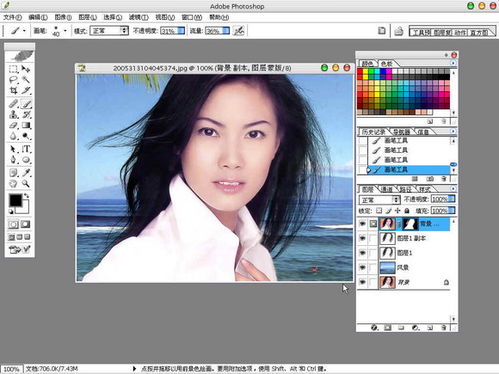 Adobe Photoshop
文件(F) 编辑(E) 图像(I) 图层(L) 选择(S) 滤镜(T) 视图(V) 窗口(W) 帮助(H)
画笔: 40 模式: 正常 不透明度: 31% 流量: 36%
工具预 图层复 动作 直方图
2005313104045374.jpg @ 100% (背景 副本, 图层蒙版/8)
颜色 色板
历史记录 导航器 信息
画笔工具
画笔工具
画笔工具
画笔工具
图层 通道 路径 样式
正常 不透明度: 100%
锁定: 填充: 100%
背景 ...
图层1 副本
图层1
风景
背景
100% 文档:706.0K/7.43M 点按并拖移以用前景色绘画。要用附加选项，使用 Shift、Alt 和 Ctrl 键。